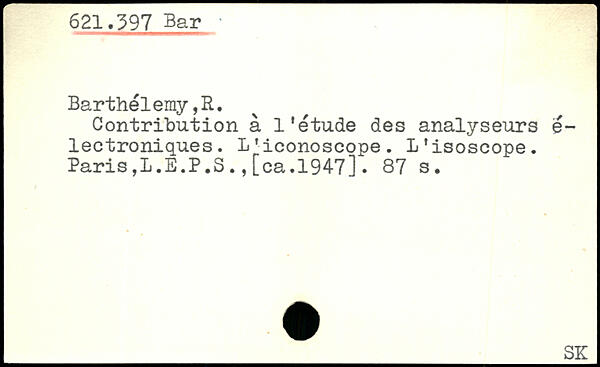 621.397 Bar
Barthélemy,R.
Contribution à l'étude des analyseurs é-
lectroniques. L'iconoscope. L'isoscope.
Paris,L.E.P.S.,[ca.1947]. 87 s.
SK